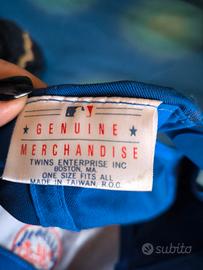 ★ GENUINE ★
MERCHANDISE
TWINS ENTERPRISE INC
BOSTON, MA.
ONE SIZE FITS ALL
MADE IN TAIWAN, R.O.C.
subito